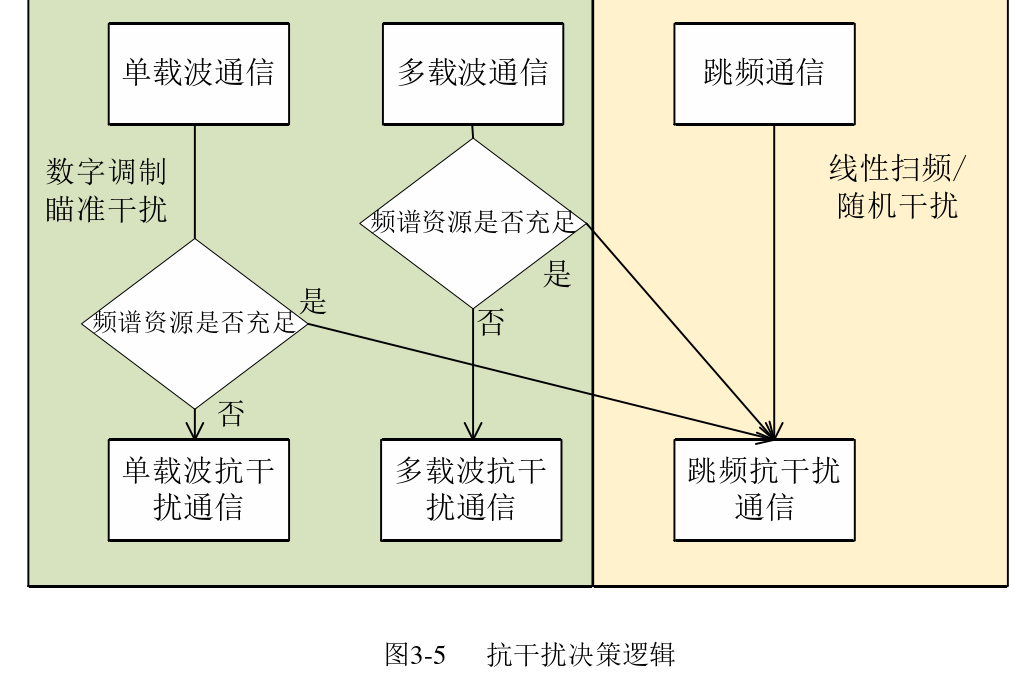 单载波通信
多载波通信
跳频通信
数字调制
瞄准干扰
线性扫频/
随机干扰
频谱资源是否充足
是
否
频谱资源是否充足
是
否
单载波抗干
扰通信
多载波抗干
扰通信
跳频抗干扰
通信
图3-5 抗干扰决策逻辑